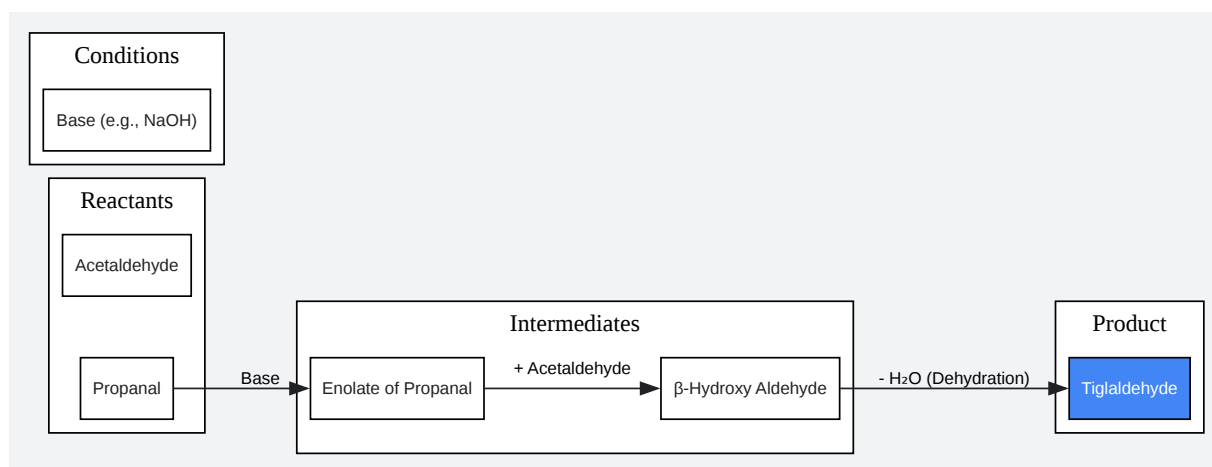 Conditions
Base (e.g., NaOH)
Reactants
Acetaldehyde
Propanal
Base
Intermediates
Enolate of Propanal
+ Acetaldehyde
β-Hydroxy Aldehyde
- H₂O (Dehydration)
Product
Tiglaldehyde